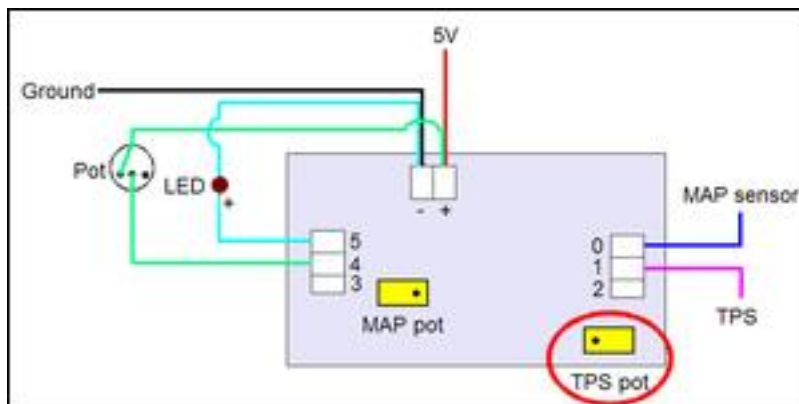 5V
Ground
Pot
LED
+
- +
5
4
3
MAP pot
MAP sensor
0
1
2
TPS
TPS pot